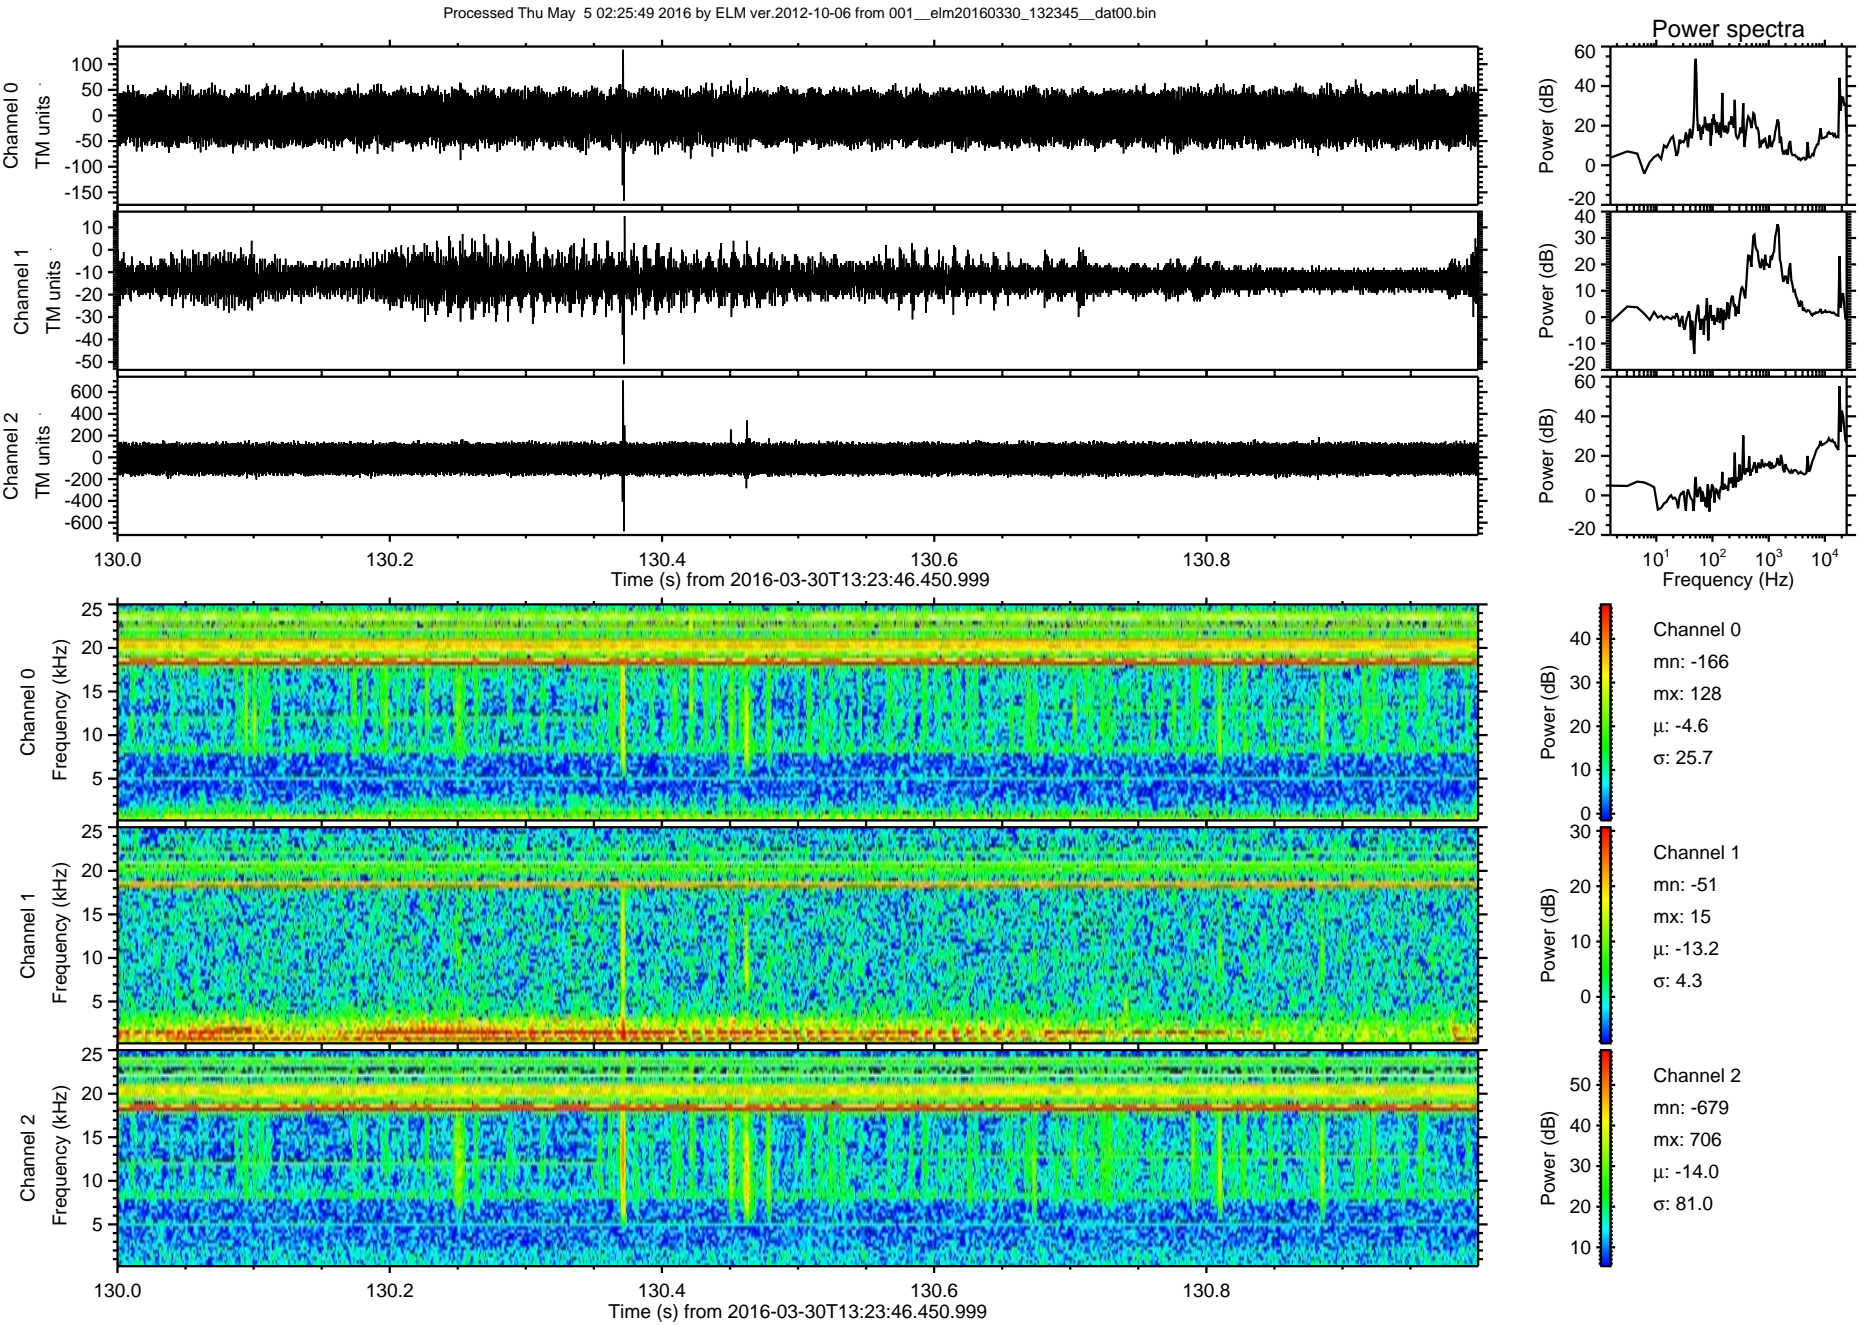 Processed Thu May  5 02:25:49 2016 by ELM ver.2012-10-06 from 001__elm20160330_132345__dat00.bin
Power spectra
Channel 0
TM units
100
50
0
-50
-100
-150
Power (dB)
60
40
20
0
-20
Channel 1
TM units
10
0
-10
-20
-30
-40
-50
Power (dB)
40
30
20
10
0
-10
-20
Channel 2
TM units
600
400
200
0
-200
-400
-600
Power (dB)
60
40
20
0
-20
130.0 130.2 130.4 130.6 130.8
Time (s) from 2016-03-30T13:23:46.450.999
10¹ 10² 10³ 10⁴
Frequency (Hz)
Channel 0
Frequency (kHz)
25
20
15
10
5
Power (dB)
40
30
20
10
0
Channel 0
mn: -166
mx: 128
μ: -4.6
σ: 25.7
Channel 1
Frequency (kHz)
25
20
15
10
5
Power (dB)
30
20
10
0
Channel 1
mn: -51
mx: 15
μ: -13.2
σ: 4.3
Channel 2
Frequency (kHz)
25
20
15
10
5
Power (dB)
50
40
30
20
10
Channel 2
mn: -679
mx: 706
μ: -14.0
σ: 81.0
130.0 130.2 130.4 130.6 130.8
Time (s) from 2016-03-30T13:23:46.450.999